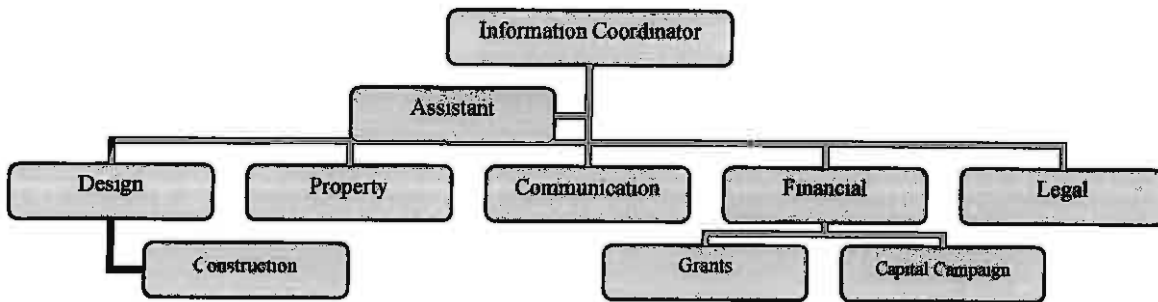 Information Coordinator
Assistant
Design
Property
Communication
Financial
Legal
Construction
Grants
Capital Campaign